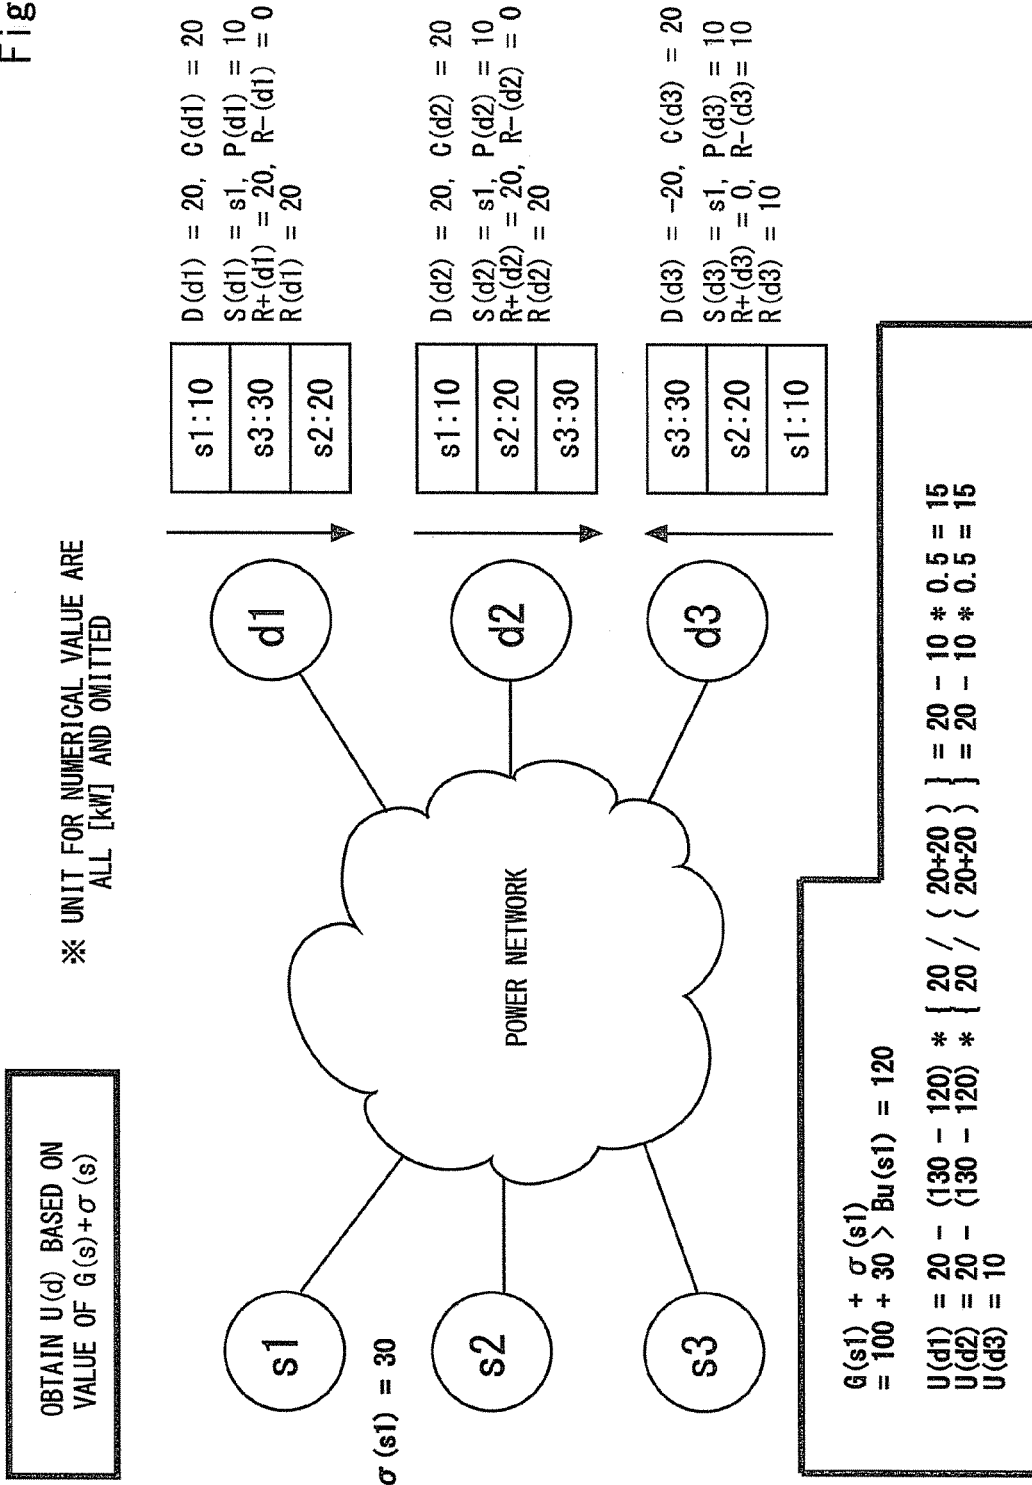 Fig
OBTAIN U(d) BASED ON
VALUE OF G(s)+σ(s)
※ UNIT FOR NUMERICAL VALUE ARE
ALL [kW] AND OMITTED
s1
σ(s1) = 30
s2
s3
POWER NETWORK
d1
s1:10
s3:30
s2:20
D(d1) = 20, C(d1) = 20
S(d1) = s1, P(d1) = 10
R+(d1) = 20, R-(d1) = 0
R(d1) = 20
d2
s1:10
s2:20
s3:30
D(d2) = 20, C(d2) = 20
S(d2) = s1, P(d2) = 10
R+(d2) = 20, R-(d2) = 0
R(d2) = 20
d3
s3:30
s2:20
s1:10
D(d3) = -20, C(d3) = 20
S(d3) = s1, P(d3) = 10
R+(d3) = 0, R-(d3)= 10
R(d3) = 10
G(s1) + σ(s1)
= 100 + 30 > Bu(s1) = 120
U(d1) = 20 - (130 - 120) * { 20 / ( 20+20 ) } = 20 - 10 * 0.5 = 15
U(d2) = 20 - (130 - 120) * { 20 / ( 20+20 ) } = 20 - 10 * 0.5 = 15
U(d3) = 10